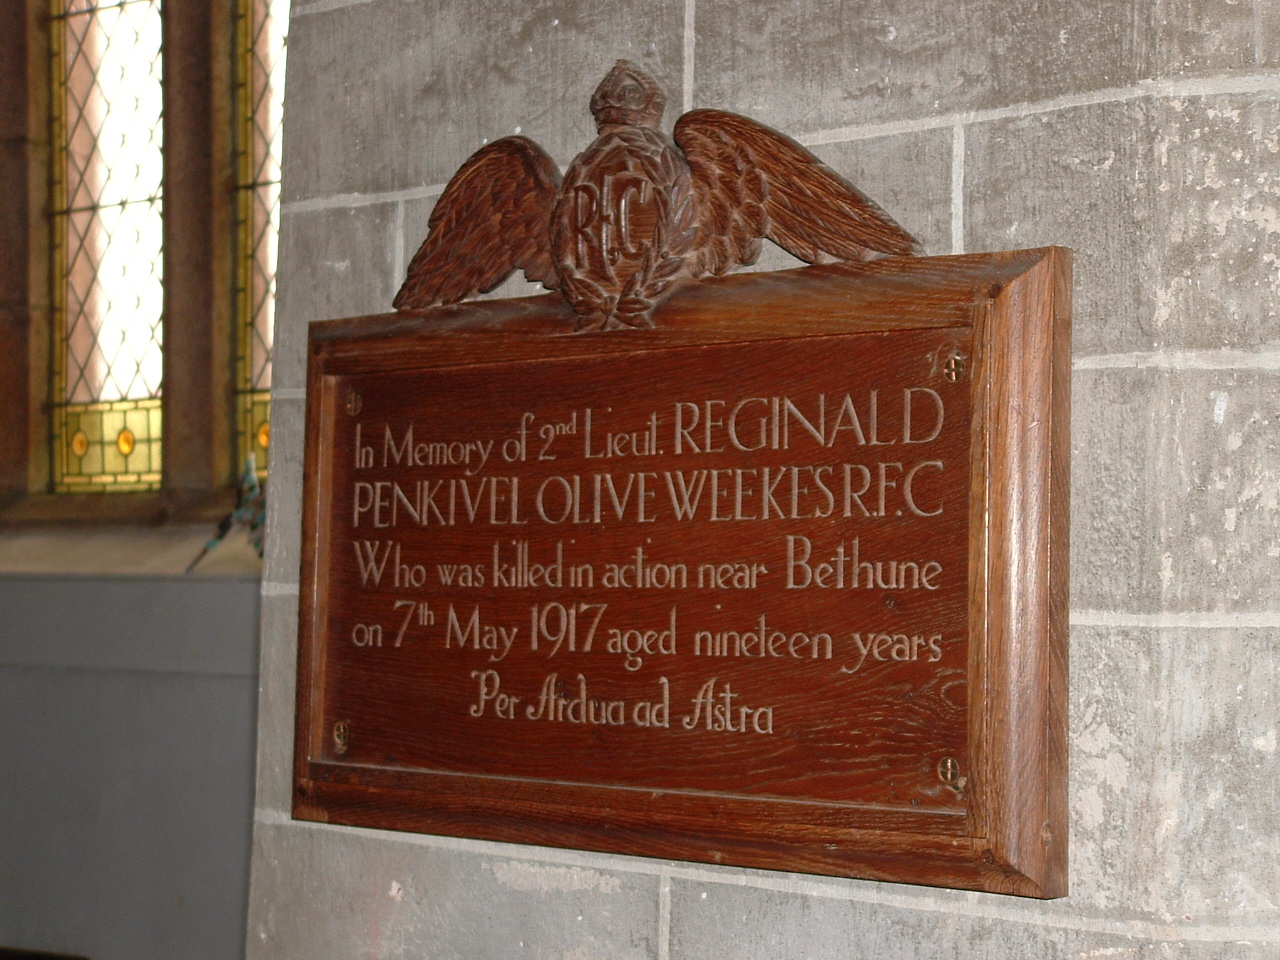 RFC
In Memory of 2nd Lieut. REGINALD
PENKIVEL OLIVE WEEKES R.F.C
Who was killed in action near Bethune
on 7th May 1917 aged nineteen years
Per Ardua ad Astra